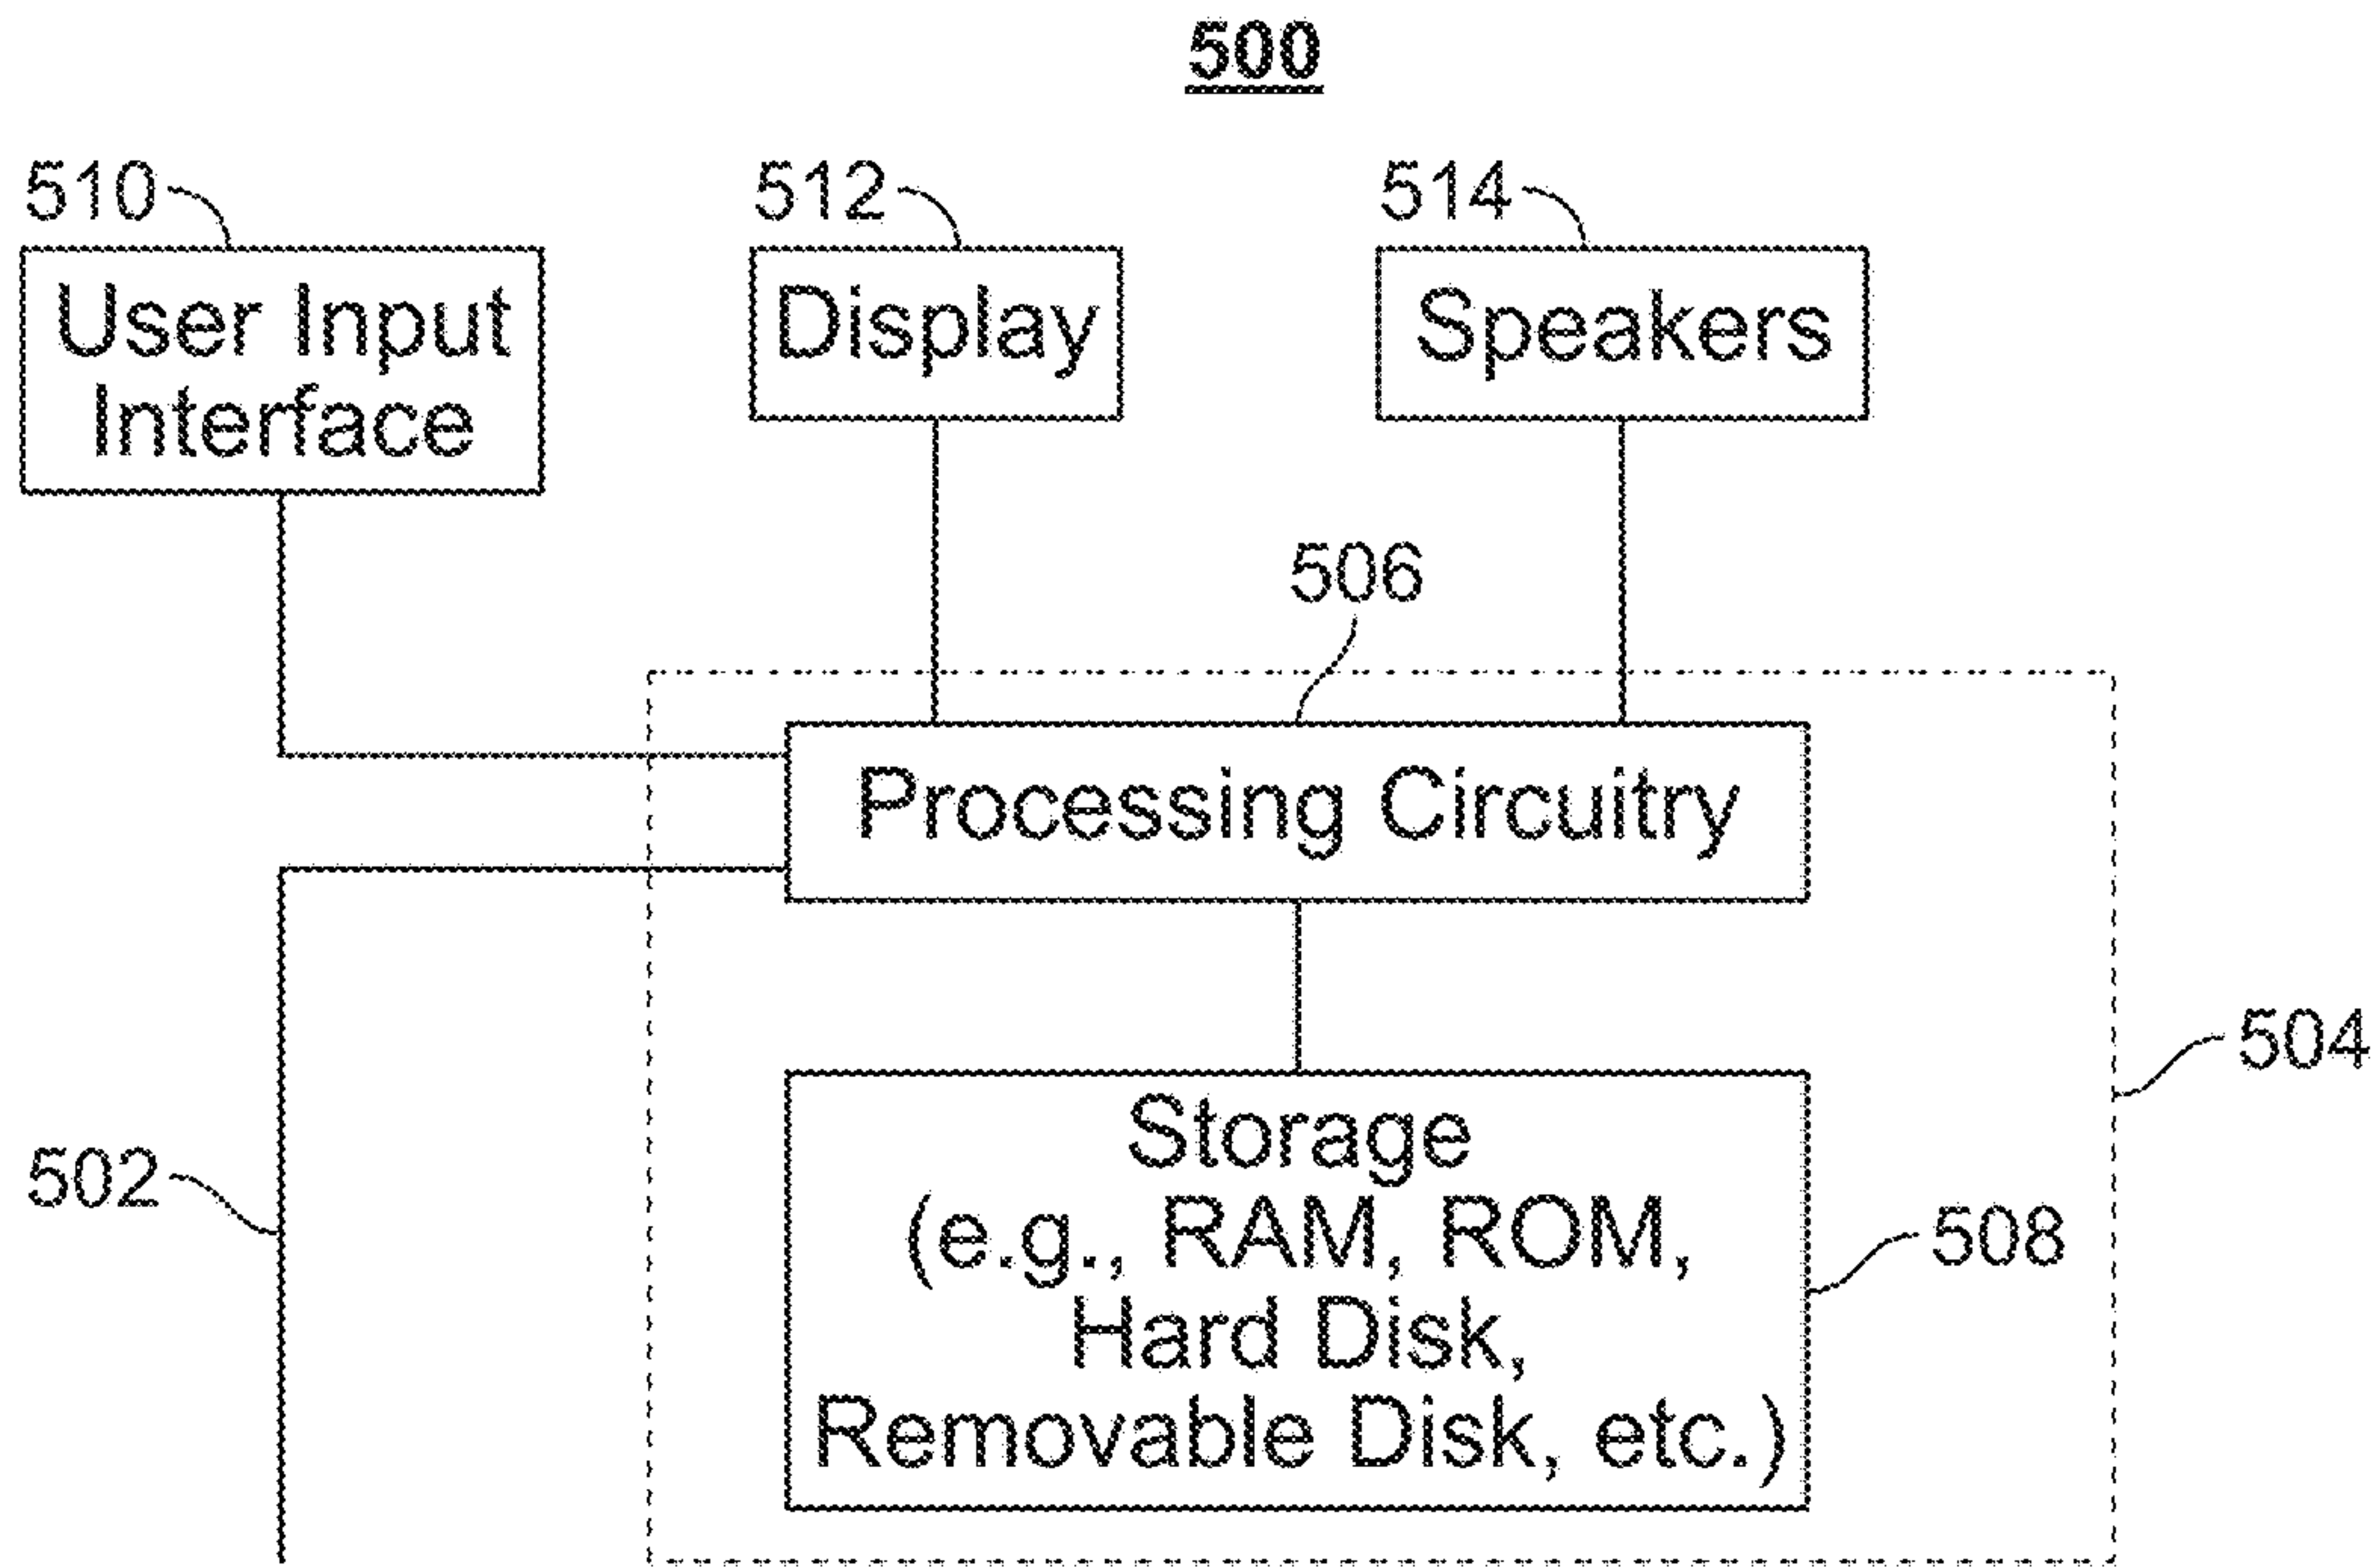 500
510
512
514
User Input
Interface
Display
Speakers
506
Processing Circuitry
504
502
Storage
(e.g., RAM, ROM,
Hard Disk,
Removable Disk, etc.)
508